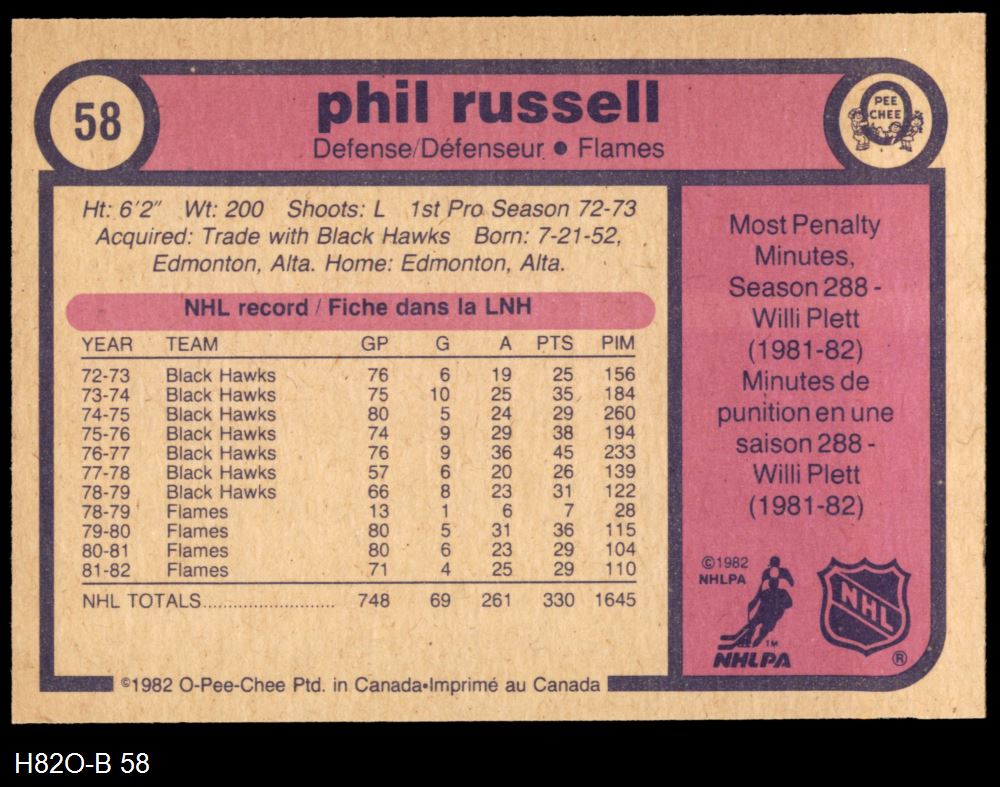 58
phil russell
Defense/Défenseur ● Flames
PEE
CHEE
Ht: 6'2" Wt: 200 Shoots: L 1st Pro Season 72-73
Acquired: Trade with Black Hawks Born: 7-21-52,
Edmonton, Alta. Home: Edmonton, Alta.
NHL record / Fiche dans la LNH
YEAR TEAM GP G A PTS PIM
72-73 Black Hawks 76 6 19 25 156
73-74 Black Hawks 75 10 25 35 184
74-75 Black Hawks 80 5 24 29 260
75-76 Black Hawks 74 9 29 38 194
76-77 Black Hawks 76 9 36 45 233
77-78 Black Hawks 57 6 20 26 139
78-79 Black Hawks 66 8 23 31 122
78-79 Flames 13 1 6 7 28
79-80 Flames 80 5 31 36 115
80-81 Flames 80 6 23 29 104
81-82 Flames 71 4 25 29 110
NHL TOTALS........................... 748 69 261 330 1645
©1982 O-Pee-Chee Ptd. in Canada•Imprimé au Canada
Most Penalty
Minutes,
Season 288 -
Willi Plett
(1981-82)
Minutes de
punition en une
saison 288 -
Willi Plett
(1981-82)
©1982
NHLPA
TM
NHLPA
NHL
®
H82O-B 58